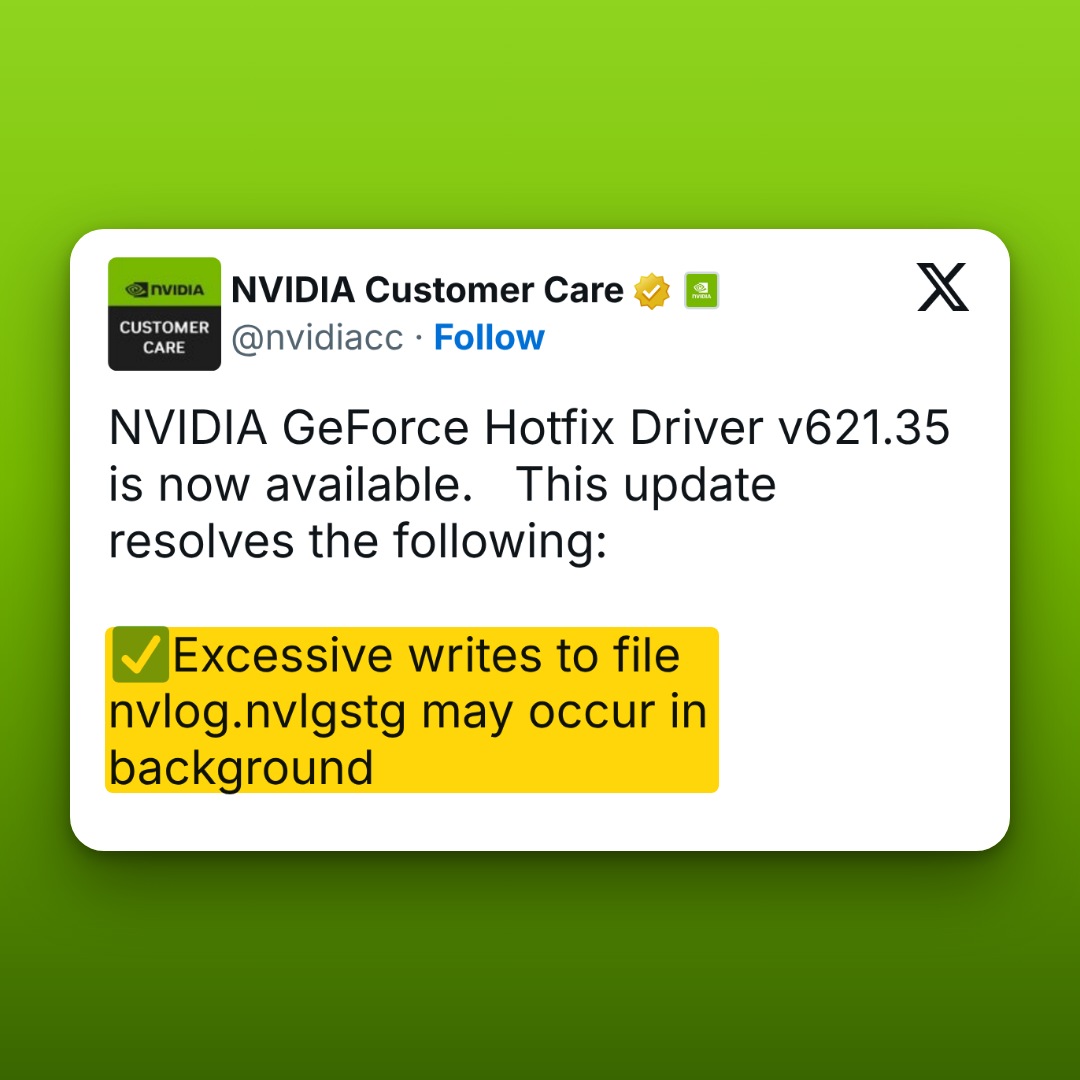 NVIDIA
CUSTOMER
CARE
NVIDIA Customer Care
NVIDIA
@nvidiacc · Follow
NVIDIA GeForce Hotfix Driver v621.35
is now available.   This update
resolves the following:
✅Excessive writes to file
nvlog.nvlgstg may occur in
background